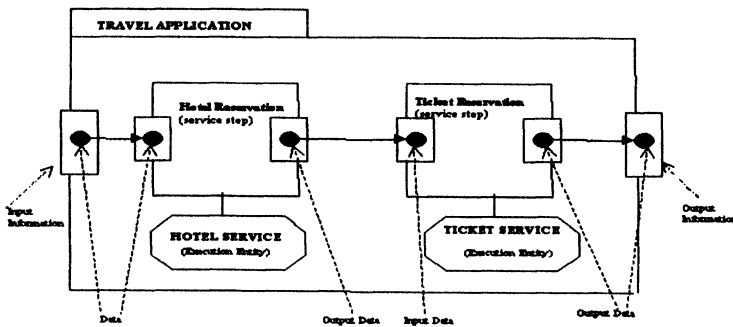 TRAVEL APPLICATION
Hotel Reservation
(service step)
Ticket Reservation
(service step)
Input
Information
Output
Information
HOTEL SERVICE
(Execution Entity)
TICKET SERVICE
(Execution Entity)
Data
Output Data
Input Data
Output Data